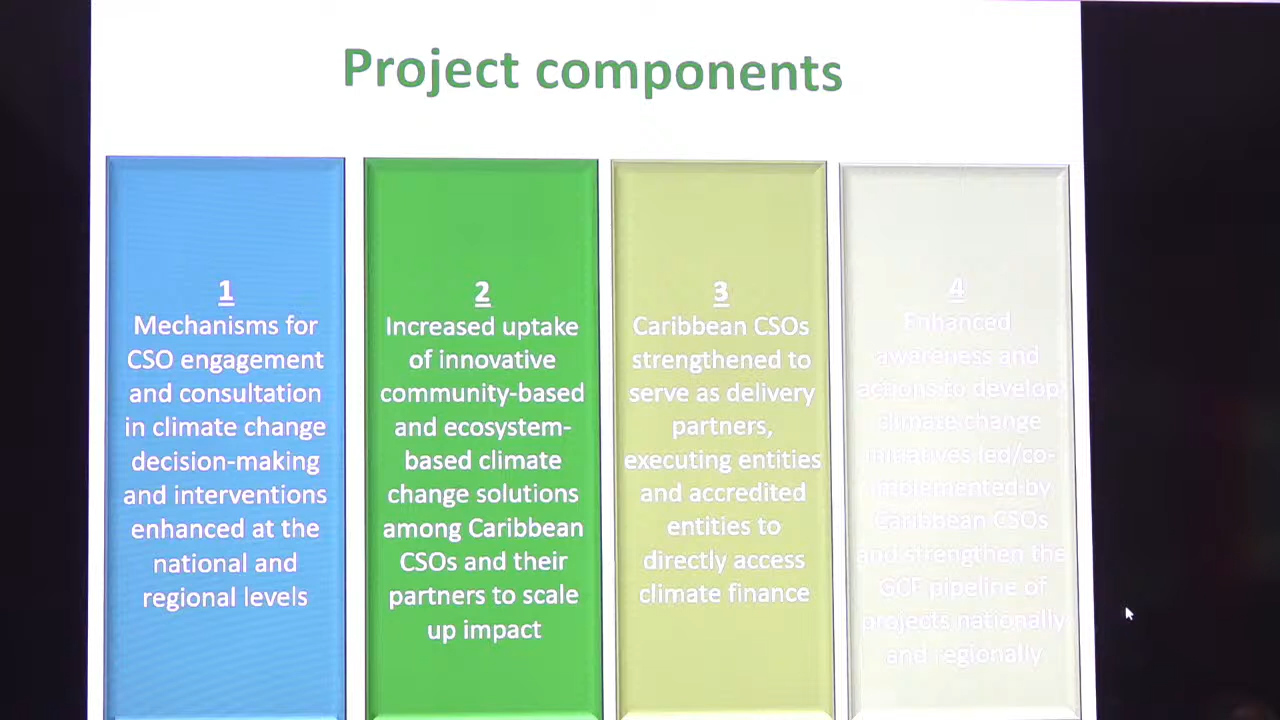 Project components
1
Mechanisms for
CSO engagement
and consultation
in climate change
decision-making
and interventions
enhanced at the
national and
regional levels
2
Increased uptake
of innovative
community-based
and ecosystem-
based climate
change solutions
among Caribbean
CSOs and their
partners to scale
up impact
3
Caribbean CSOs
strengthened to
serve as delivery
partners,
executing entities
and accredited
entities to
directly access
climate finance
4
Enhanced
awareness and
actions to develop
climate change
initiatives led/co-
implemented by
Caribbean CSOs
and strengthen the
GCF pipeline of
projects nationally
and regionally